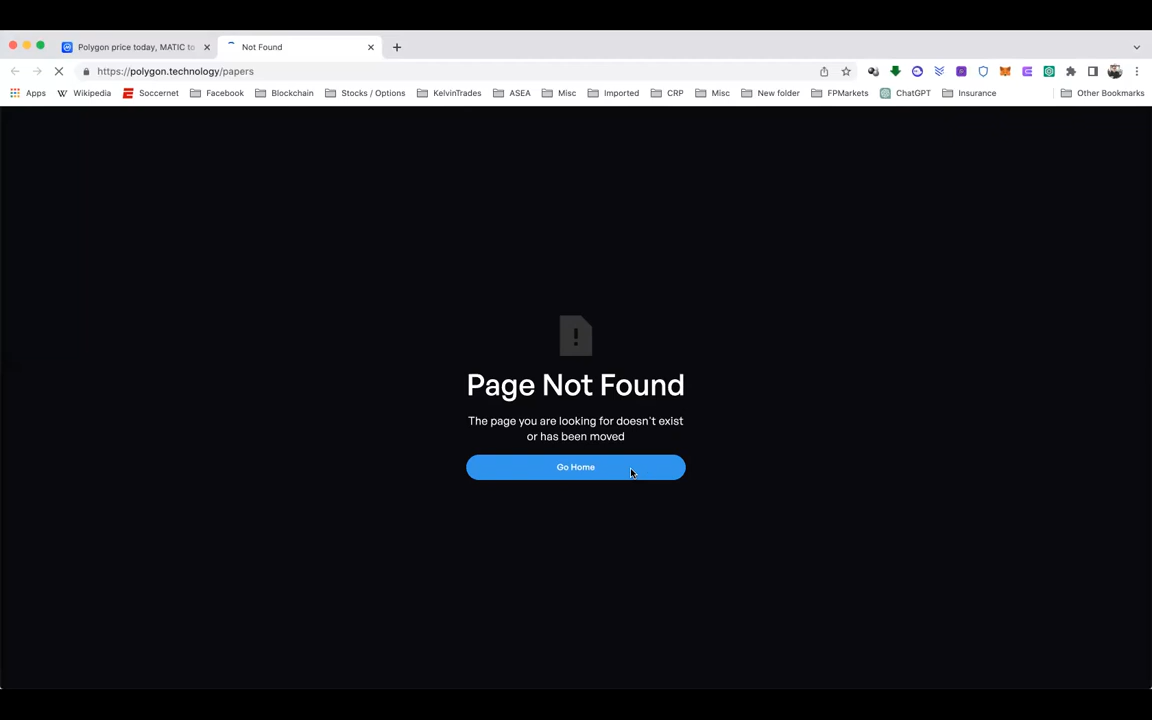 Polygon price today, MATIC to
Not Found
https://polygon.technology/papers
Apps Wikipedia Soccernet Facebook Blockchain Stocks / Options KelvinTrades ASEA Misc Imported CRP Misc New folder FPMarkets ChatGPT Insurance Other Bookmarks
Page Not Found
The page you are looking for doesn't exist
or has been moved
Go Home